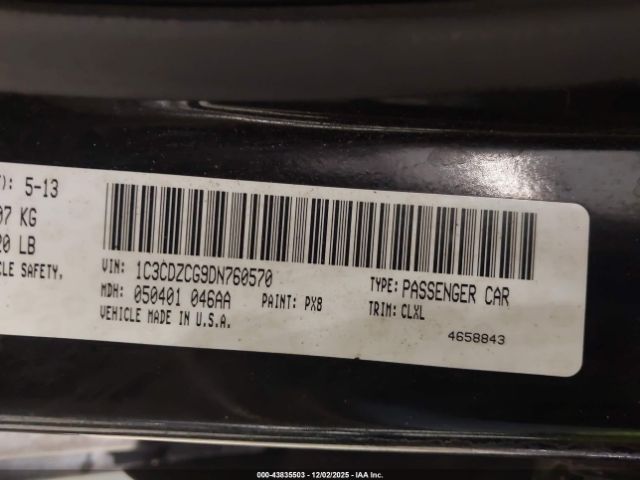 ): 5-13
07 KG
20 LB
CLE SAFETY,
VIN: 1C3CDZCG9DN760570
MDH: 050401 046AA PAINT: PX8
VEHICLE MADE IN U.S.A.
TYPE: PASSENGER CAR
TRIM: CLXL
4658843
000-43835503 | 12/02/2025 - IAA Inc.